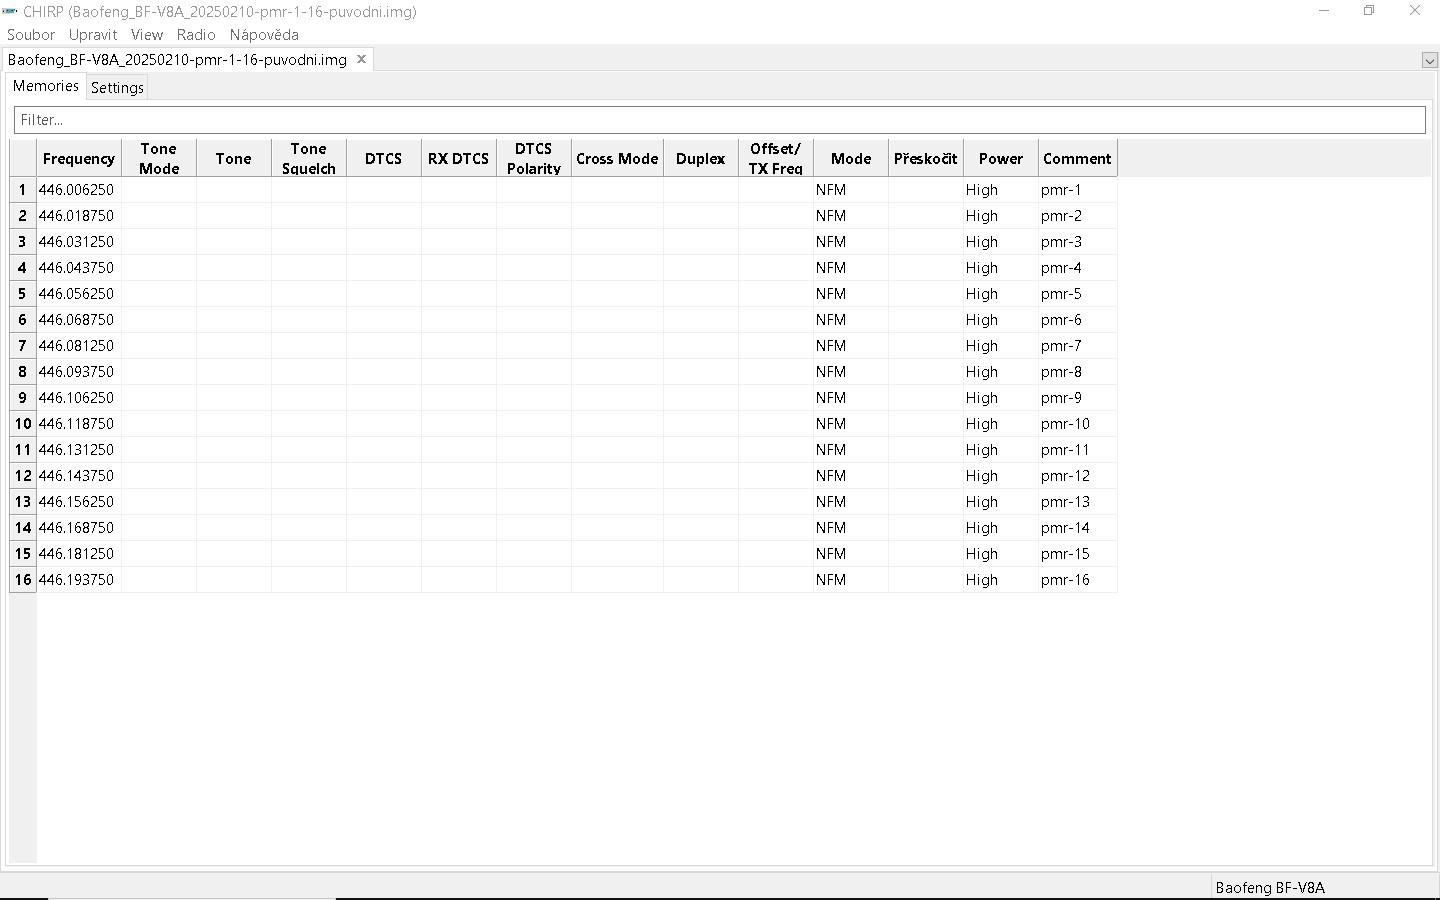 CHIRP (Baofeng_BF-V8A_20250210-pmr-1-16-puvodni.img)
Soubor Upravit View Radio Nápověda
Baofeng_BF-V8A_20250210-pmr-1-16-puvodni.img
Memories Settings
Filter...
Frequency Tone Mode Tone Tone Squelch DTCS RX DTCS DTCS Polarity Cross Mode Duplex Offset/ TX Freq Mode Přeskočit Power Comment
1 446.006250 NFM High pmr-1
2 446.018750 NFM High pmr-2
3 446.031250 NFM High pmr-3
4 446.043750 NFM High pmr-4
5 446.056250 NFM High pmr-5
6 446.068750 NFM High pmr-6
7 446.081250 NFM High pmr-7
8 446.093750 NFM High pmr-8
9 446.106250 NFM High pmr-9
10 446.118750 NFM High pmr-10
11 446.131250 NFM High pmr-11
12 446.143750 NFM High pmr-12
13 446.156250 NFM High pmr-13
14 446.168750 NFM High pmr-14
15 446.181250 NFM High pmr-15
16 446.193750 NFM High pmr-16
Baofeng BF-V8A